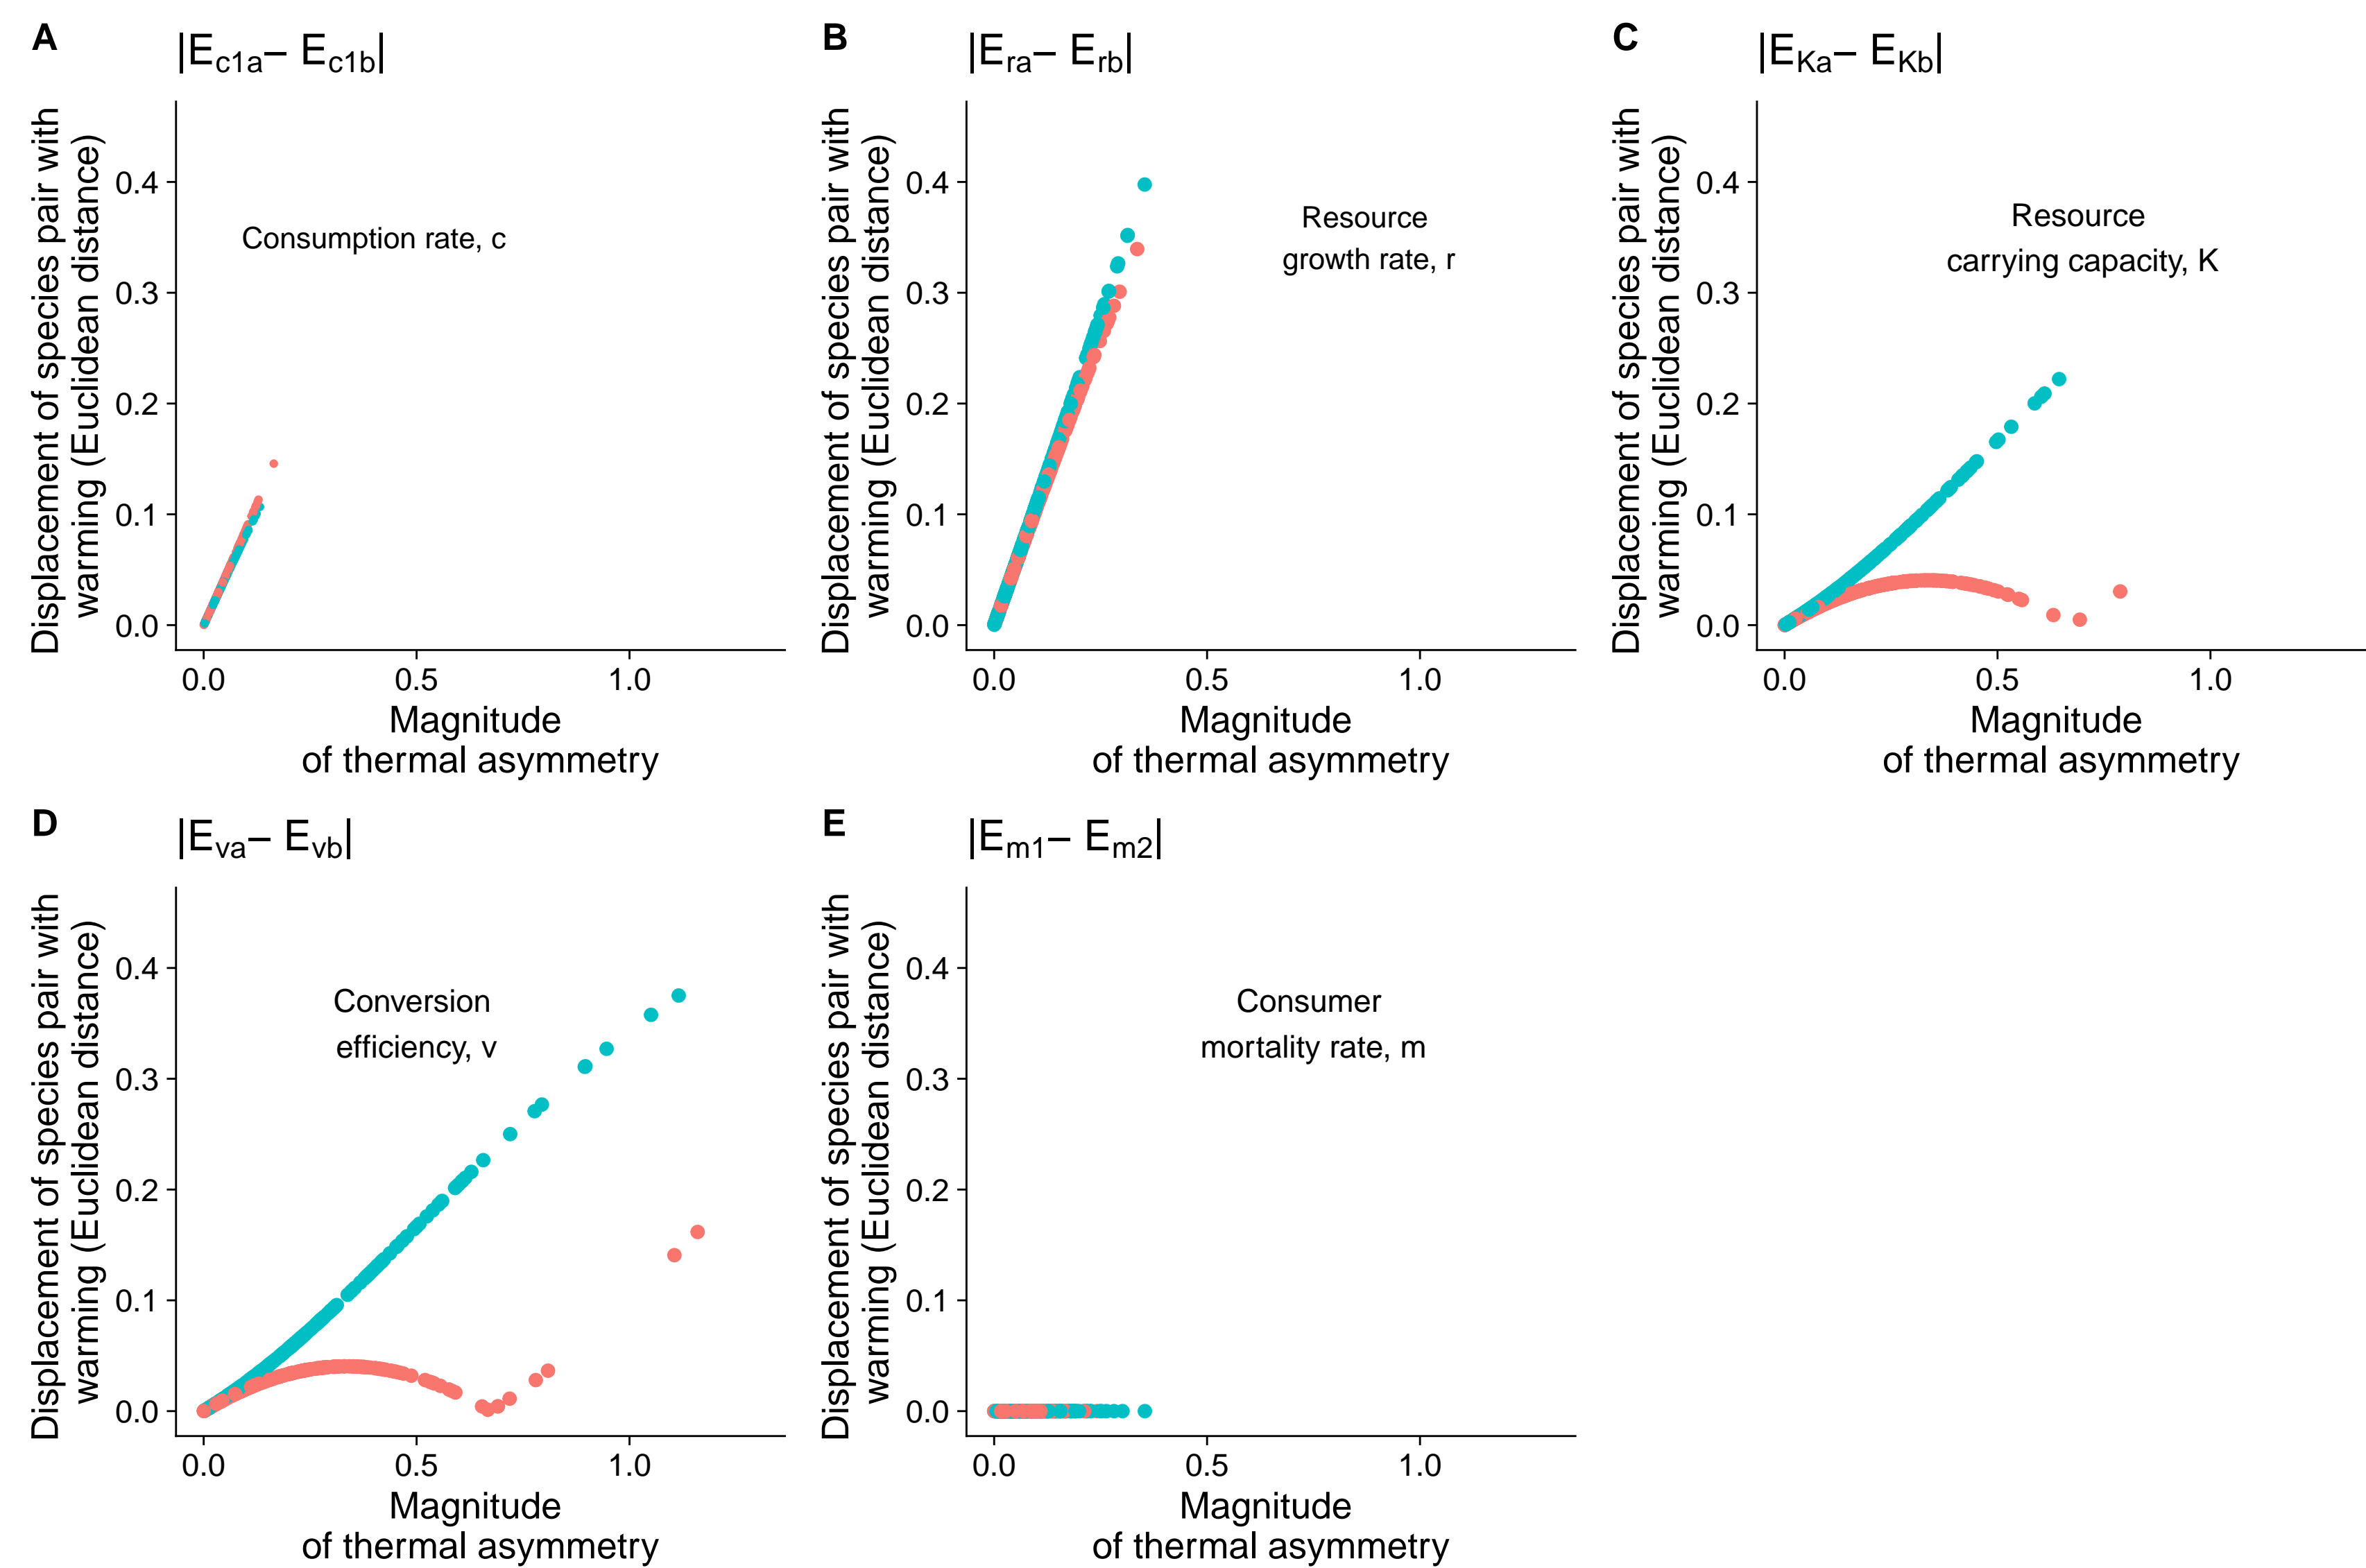 A
|Ec1a– Ec1b|
Displacement of species pair with
warming (Euclidean distance)
0.4
0.3
0.2
0.1
0.0
Consumption rate, c
0.0 0.5 1.0
Magnitude
of thermal asymmetry
B
|Era– Erb|
Displacement of species pair with
warming (Euclidean distance)
0.4
0.3
0.2
0.1
0.0
Resource
growth rate, r
0.0 0.5 1.0
Magnitude
of thermal asymmetry
C
|EKa– EKb|
Displacement of species pair with
warming (Euclidean distance)
0.4
0.3
0.2
0.1
0.0
Resource
carrying capacity, K
0.0 0.5 1.0
Magnitude
of thermal asymmetry
D
|Eva– Evb|
Displacement of species pair with
warming (Euclidean distance)
0.4
0.3
0.2
0.1
0.0
Conversion
efficiency, v
0.0 0.5 1.0
Magnitude
of thermal asymmetry
E
|Em1– Em2|
Displacement of species pair with
warming (Euclidean distance)
0.4
0.3
0.2
0.1
0.0
Consumer
mortality rate, m
0.0 0.5 1.0
Magnitude
of thermal asymmetry